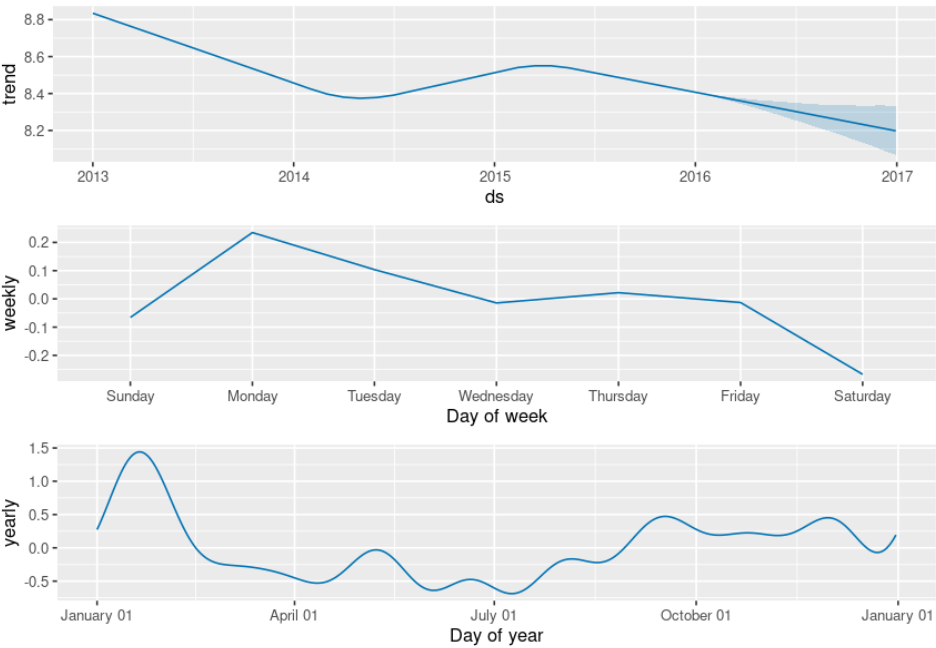 trend
8.8
8.6
8.4
8.2
2013 2014 2015 2016 2017
ds
weekly
0.2
0.1
0.0
-0.1
-0.2
Sunday Monday Tuesday Wednesday Thursday Friday Saturday
Day of week
yearly
1.5
1.0
0.5
0.0
-0.5
January 01 April 01 July 01 October 01 January 01
Day of year